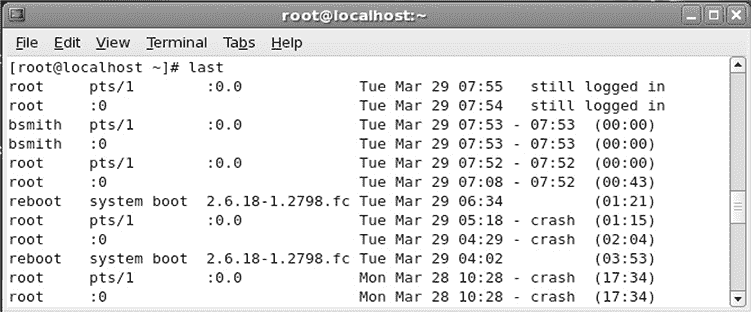 root@localhost:~
File Edit View Terminal Tabs Help
[root@localhost ~]# last
root     pts/1        :0.0             Tue Mar 29 07:55   still logged in
root     :0                            Tue Mar 29 07:54   still logged in
bsmith   pts/1        :0.0             Tue Mar 29 07:53 - 07:53  (00:00)
bsmith   :0                            Tue Mar 29 07:53 - 07:53  (00:00)
root     pts/1        :0.0             Tue Mar 29 07:52 - 07:52  (00:00)
root     :0                            Tue Mar 29 07:08 - 07:52  (00:43)
reboot   system boot  2.6.18-1.2798.fc Tue Mar 29 06:34          (01:21)
root     pts/1        :0.0             Tue Mar 29 05:18 - crash  (01:15)
root     :0                            Tue Mar 29 04:29 - crash  (02:04)
reboot   system boot  2.6.18-1.2798.fc Tue Mar 29 04:02          (03:53)
root     pts/1        :0.0             Mon Mar 28 10:28 - crash  (17:34)
root     :0                            Mon Mar 28 10:28 - crash  (17:34)